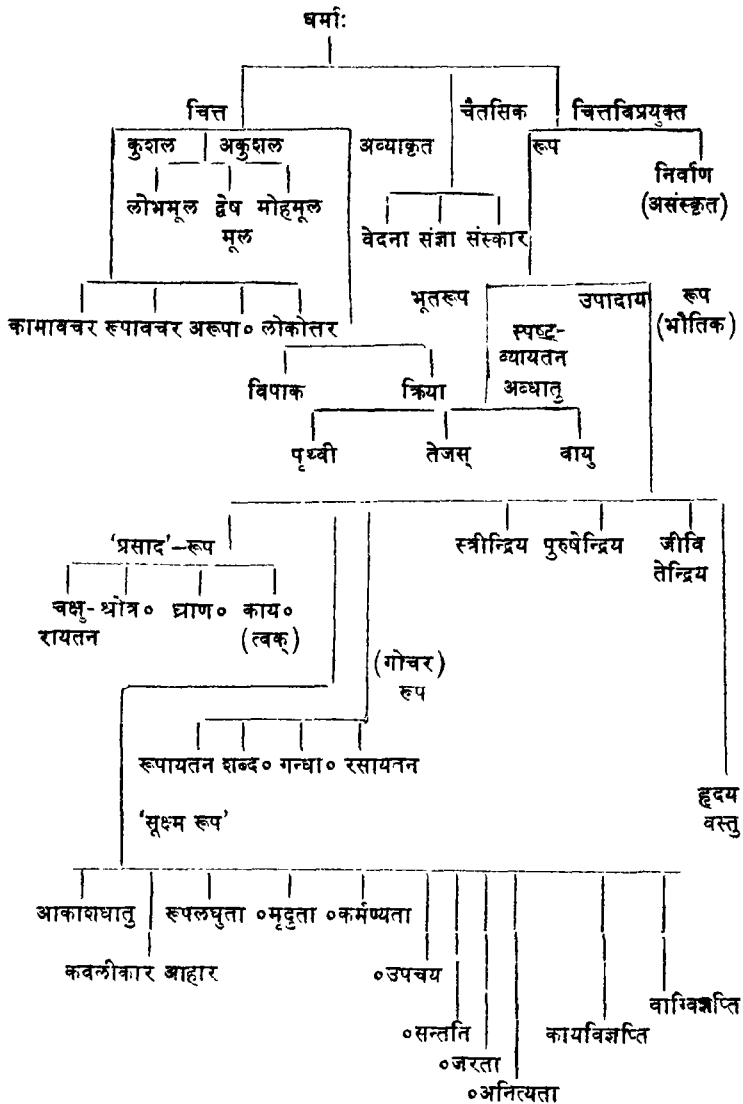 धर्माः
चित्त चैतसिक चित्तविप्रयुक्त
कुशल अकुशल अव्याकृत रूप
निर्वाण
(असंस्कृत)
लोभमूल द्वेष मोहमूल
मूल
वेदना संज्ञा संस्कार
भूतरूप उपादाय रूप
(भौतिक)
कामावचर रूपावचर अरूपा० लोकोत्तर
स्पष्ट-
व्यायतन
अब्धातु
विपाक क्रिया
पृथ्वी तेजस् वायु
‘प्रसाद’–रूप
स्त्रीन्द्रिय पुरुषेन्द्रिय जीवि
तेन्द्रिय
चक्षु- श्रोत्र० घ्राण० काय०
रायतन (त्वक्)
(गोचर)
रूप
रूपायतन शब्द० गन्धा० रसायतन
हृदय
वस्तु
‘सूक्ष्म रूप’
आकाशधातु रूपलघुता ०मृदुता ०कर्मण्यता
कवलीकार आहार ०उपचय
वाग्विज्ञप्ति
०सन्तति कायविज्ञप्ति
०जरता
०अनित्यता